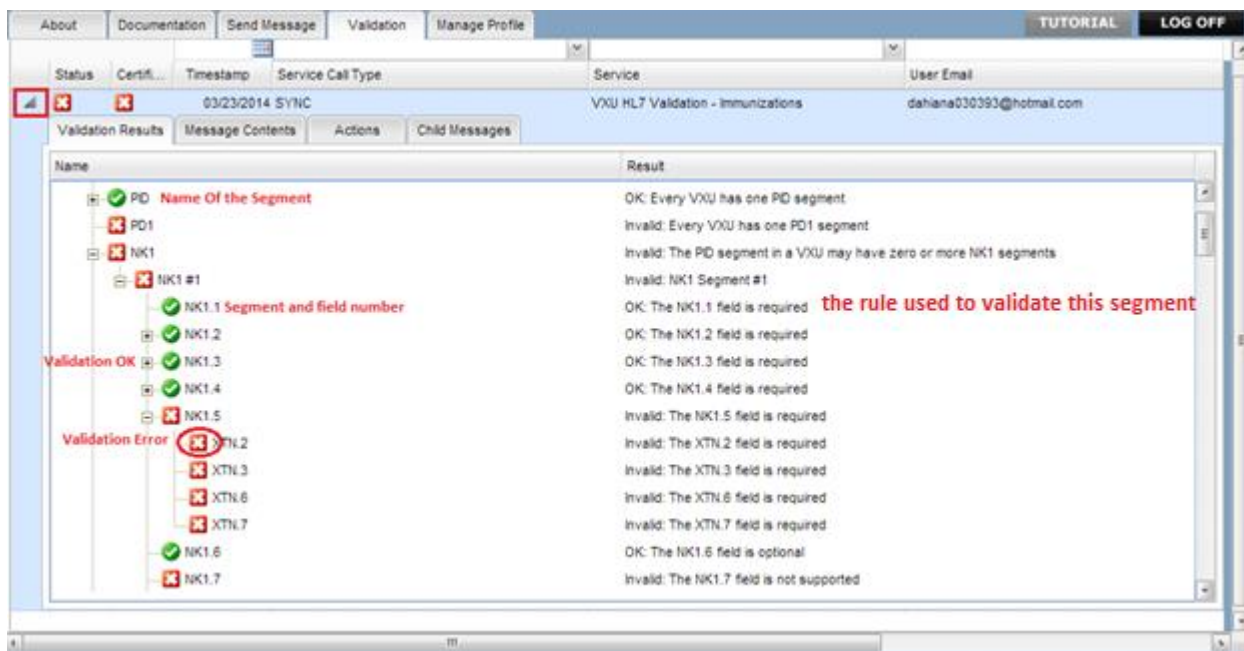 About Documentation Send Message Validation Manage Profile TUTORIAL LOG OFF
Status Certifi... Timestamp Service Call Type Service User Email
03/23/2014 SYNC VXU HL7 Validation - Immunizations dahiana030393@hotmail.com
Validation Results Message Contents Actions Child Messages
Name Result
PID Name Of the Segment OK: Every VXU has one PID segment
PD1 Invalid: Every VXU has one PD1 segment
NK1 Invalid: The PID segment in a VXU may have zero or more NK1 segments
NK1 #1 Invalid: NK1 Segment #1
NK1.1 Segment and field number OK: The NK1.1 field is required the rule used to validate this segment
NK1.2 OK: The NK1.2 field is required
Validation OK NK1.3 OK: The NK1.3 field is required
NK1.4 OK: The NK1.4 field is required
NK1.5 Invalid: The NK1.5 field is required
Validation Error XTN.2 Invalid: The XTN.2 field is required
XTN.3 Invalid: The XTN.3 field is required
XTN.6 Invalid: The XTN.6 field is required
XTN.7 Invalid: The XTN.7 field is required
NK1.6 OK: The NK1.6 field is optional
NK1.7 Invalid: The NK1.7 field is not supported